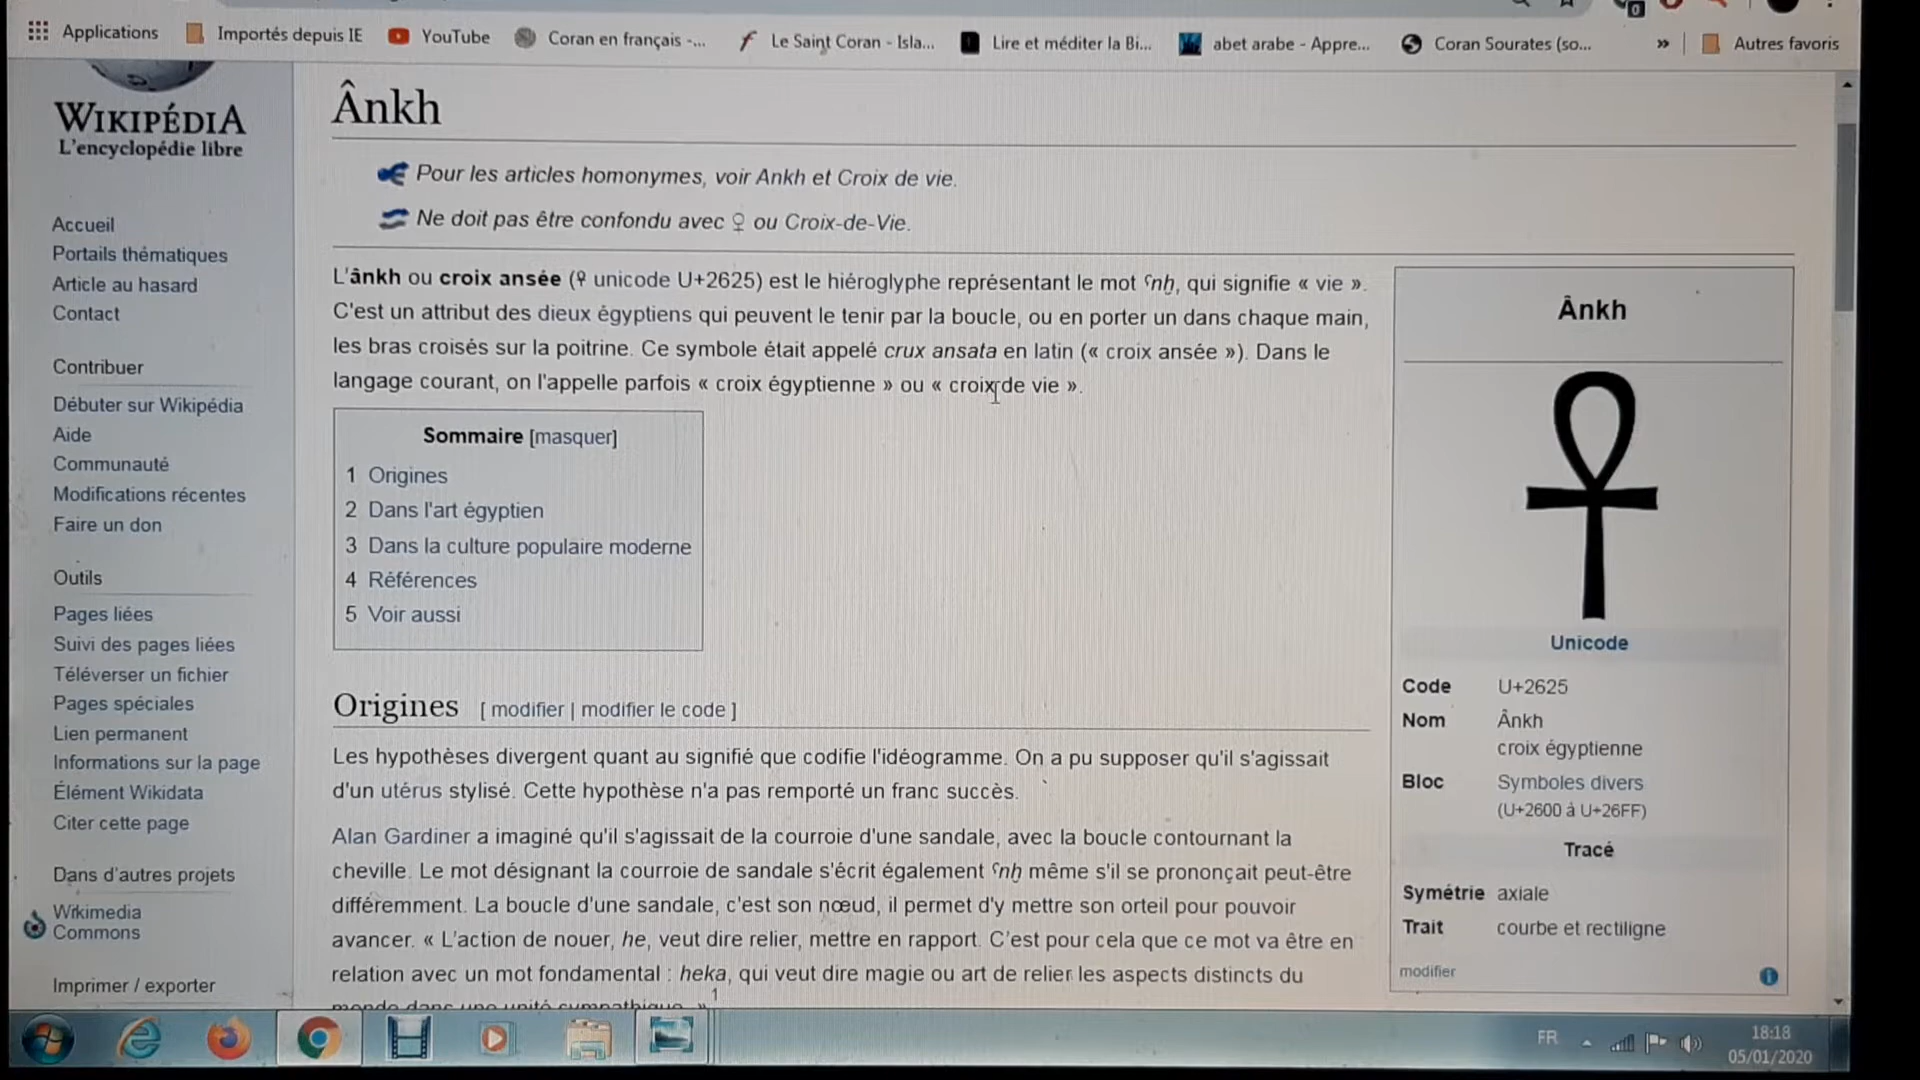 Applications
Importés depuis IE
YouTube
Coran en français -...
Le Saint Coran - Isla...
Lire et méditer la Bi...
abet arabe - Appre...
Coran Sourates (so...
»
Autres favoris
0
WIKIPÉDIA
L'encyclopédie libre
Accueil
Portails thématiques
Article au hasard
Contact
Contribuer
Débuter sur Wikipédia
Aide
Communauté
Modifications récentes
Faire un don
Outils
Pages liées
Suivi des pages liées
Téléverser un fichier
Pages spéciales
Lien permanent
Informations sur la page
Élément Wikidata
Citer cette page
Dans d'autres projets
Wikimedia
Commons
Imprimer / exporter
Ânkh
Pour les articles homonymes, voir Ankh et Croix de vie.
Ne doit pas être confondu avec ♀ ou Croix-de-Vie.
L'ânkh ou croix ansée (☥ unicode U+2625) est le hiéroglyphe représentant le mot ꜥnḫ, qui signifie « vie ».
C'est un attribut des dieux égyptiens qui peuvent le tenir par la boucle, ou en porter un dans chaque main,
les bras croisés sur la poitrine. Ce symbole était appelé crux ansata en latin (« croix ansée »). Dans le
langage courant, on l'appelle parfois « croix égyptienne » ou « croix de vie ».
Sommaire [masquer]
1 Origines
2 Dans l'art égyptien
3 Dans la culture populaire moderne
4 Références
5 Voir aussi
Origines [ modifier | modifier le code ]
Les hypothèses divergent quant au signifié que codifie l'idéogramme. On a pu supposer qu'il s'agissait
d'un utérus stylisé. Cette hypothèse n'a pas remporté un franc succès.
Alan Gardiner a imaginé qu'il s'agissait de la courroie d'une sandale, avec la boucle contournant la
cheville. Le mot désignant la courroie de sandale s'écrit également ꜥnḫ même s'il se prononçait peut-être
différemment. La boucle d'une sandale, c'est son nœud, il permet d'y mettre son orteil pour pouvoir
avancer. « L'action de nouer, he, veut dire relier, mettre en rapport. C'est pour cela que ce mot va être en
relation avec un mot fondamental : heka, qui veut dire magie ou art de relier les aspects distincts du
monde dans une unité sympathique. » 1
Ânkh
Unicode
Code U+2625
Nom Ânkh
croix égyptienne
Bloc Symboles divers
(U+2600 à U+26FF)
Tracé
Symétrie axiale
Trait courbe et rectiligne
modifier
FR
18:18
05/01/2020